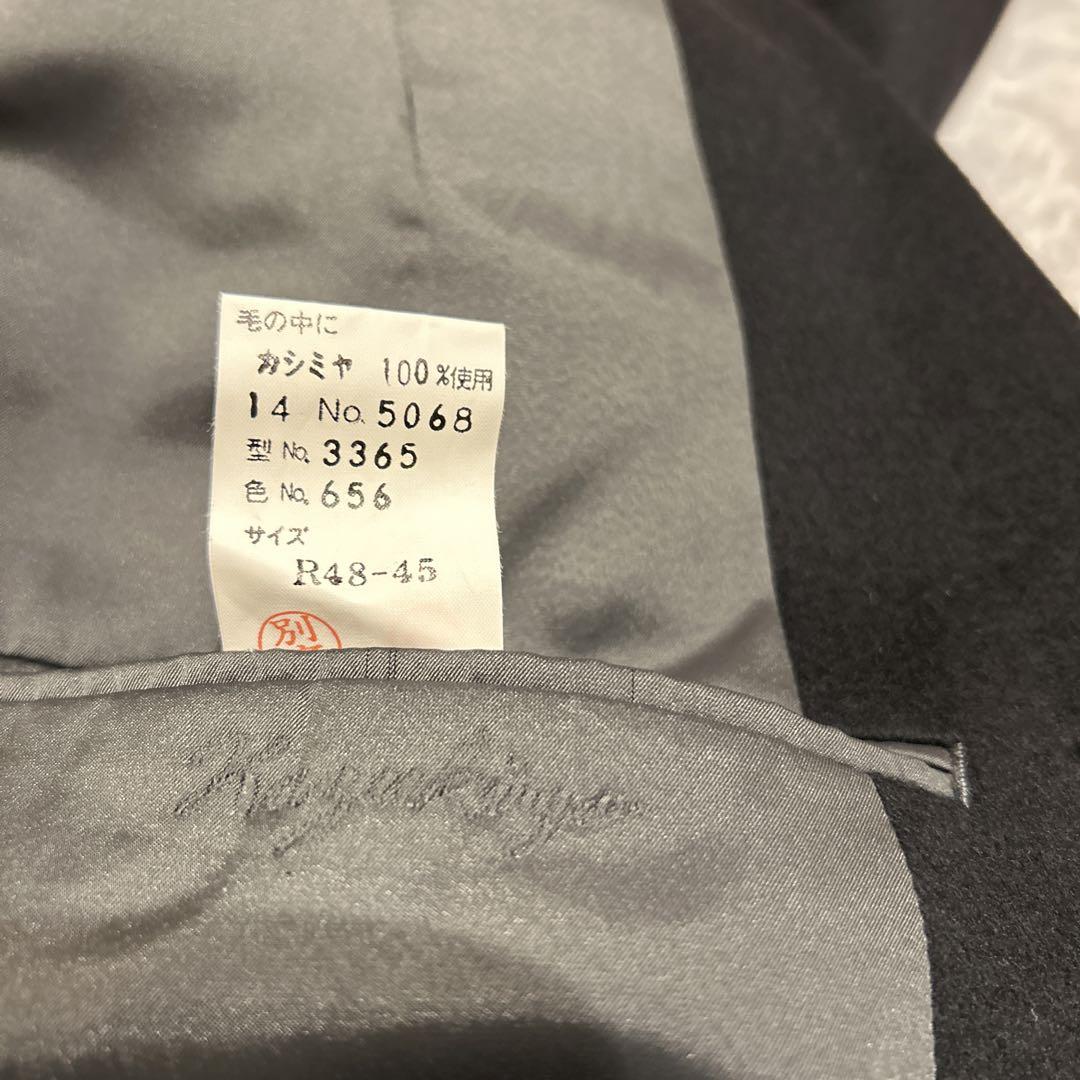 毛の中に
カシミヤ 100%使用
14 No. 5068
型 No. 3365
色 No. 656
サイズ
R48-45
別